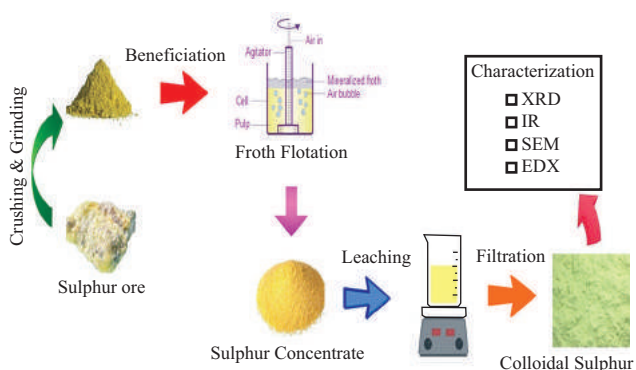 Crushing & Grinding
Sulphur ore
Beneficiation
Air in
Agitator
Mineralized froth
Air bubble
Cell
Pulp
Froth Flotation
Sulphur Concentrate
Leaching
Filtration
Colloidal Sulphur
Characterization
XRD
IR
SEM
EDX